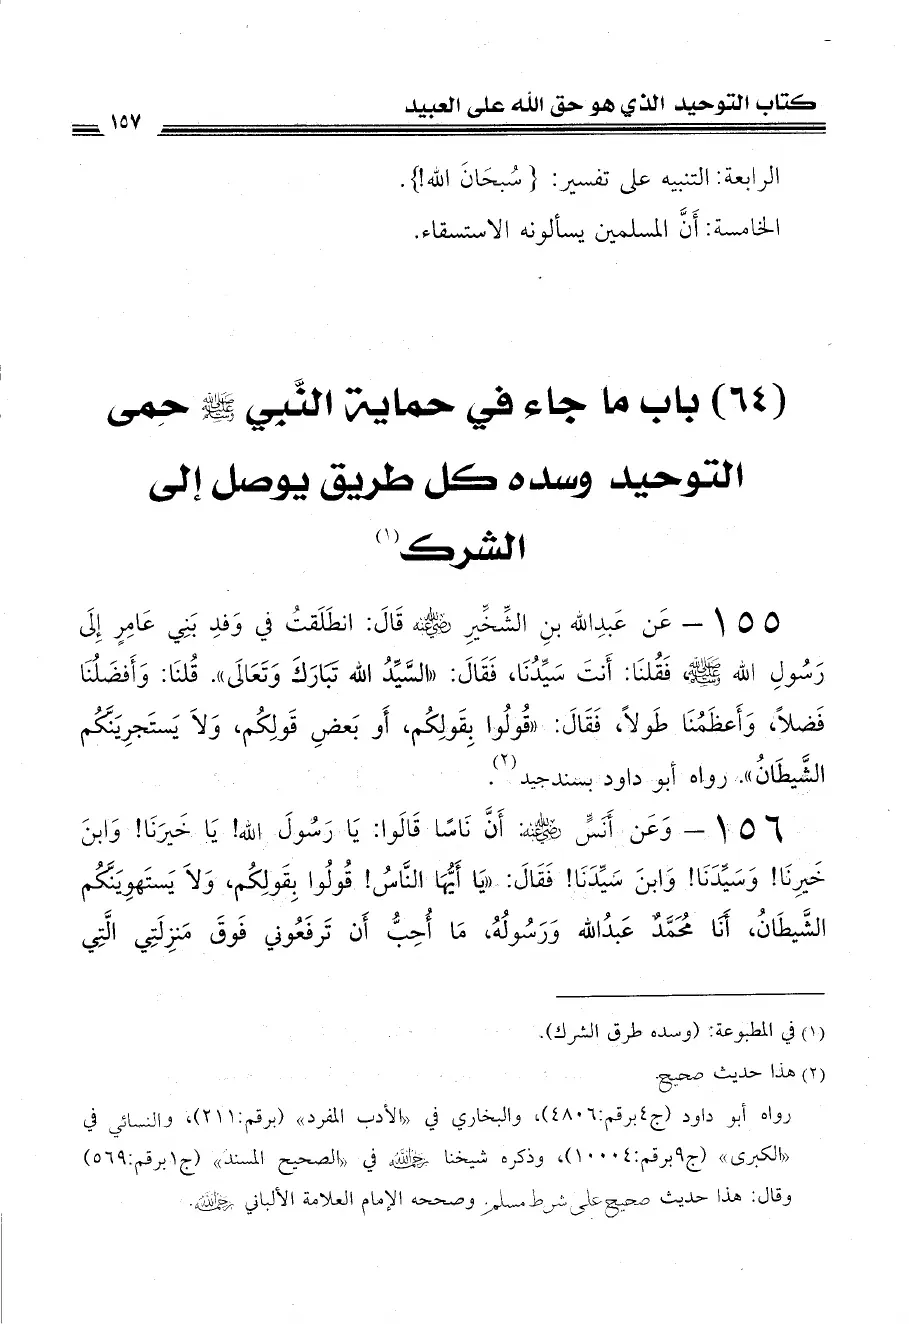 كتاب التوحيد الذي هو حق الله على العبيد
١٥٧
الرابعة: التنبيه على تفسير: {سُبحَانَ الله!}.
الخامسة: أَنَّ المسلمين يسألونه الاستسقاء.
(٦٤) باب ما جاء في حماية النَّبي ﷺ حِمى
التوحيد وسده كل طريق يوصل إلى
الشرك(١)
١٥٥ – عَن عَبدِالله بنِ الشِّخِّيرِ رضي الله عنه قَالَ: انطَلَقتُ فِي وَفدِ بَنِي عَامِرٍ إِلَى
رَسُولِ الله ﷺ، فَقُلنَا: أَنتَ سَيِّدُنَا، فَقَالَ: «السَّيِّدُ الله تَبَارَكَ وَتَعَالَى». قُلنَا: وَأَفضَلُنَا
فَضلًا، وَأَعظَمُنَا طَولًا، فَقَالَ: «قُولُوا بِقَولِكُم، أَو بَعضِ قَولِكُم، وَلاَ يَستَجرِيَنَّكُم
الشَّيطَانُ». رواه أبو داود بسندجيد(٢).
١٥٦ – وَعَن أَنَسٍ رضي الله عنه: أَنَّ نَاسًا قَالُوا: يَا رَسُولَ الله! يَا خَيرَنَا! وَابنَ
خَيرِنَا! وَسَيِّدَنَا! وَابنَ سَيِّدِنَا! فَقَالَ: «يَا أَيُّهَا النَّاسُ! قُولُوا بِقَولِكُم، وَلاَ يَستَهوِيَنَّكُم
الشَّيطَانُ، أَنَا مُحَمَّدٌ عَبدُالله وَرَسُولُهُ، مَا أُحِبُّ أَن تَرفَعُونِي فَوقَ مَنزِلَتِي الَّتِي
(١) في المطبوعة: (وسده طرق الشرك).
(٢) هذا حديث صحيح.
رواه أبو داود (ج٤برقم:٤٨٠٦)، والبخاري في «الأدب المفرد» (برقم:٢١١)، والنسائي في
«الكبرى» (ج٩برقم:١٠٠٠٤)، وذكره شيخنا رحمه الله في «الصحيح المسند» (ج١برقم:٥٦٩)
وقال: هذا حديث صحيح على شرط مسلم. وصححه الإمام العلامة الألباني رحمه الله.